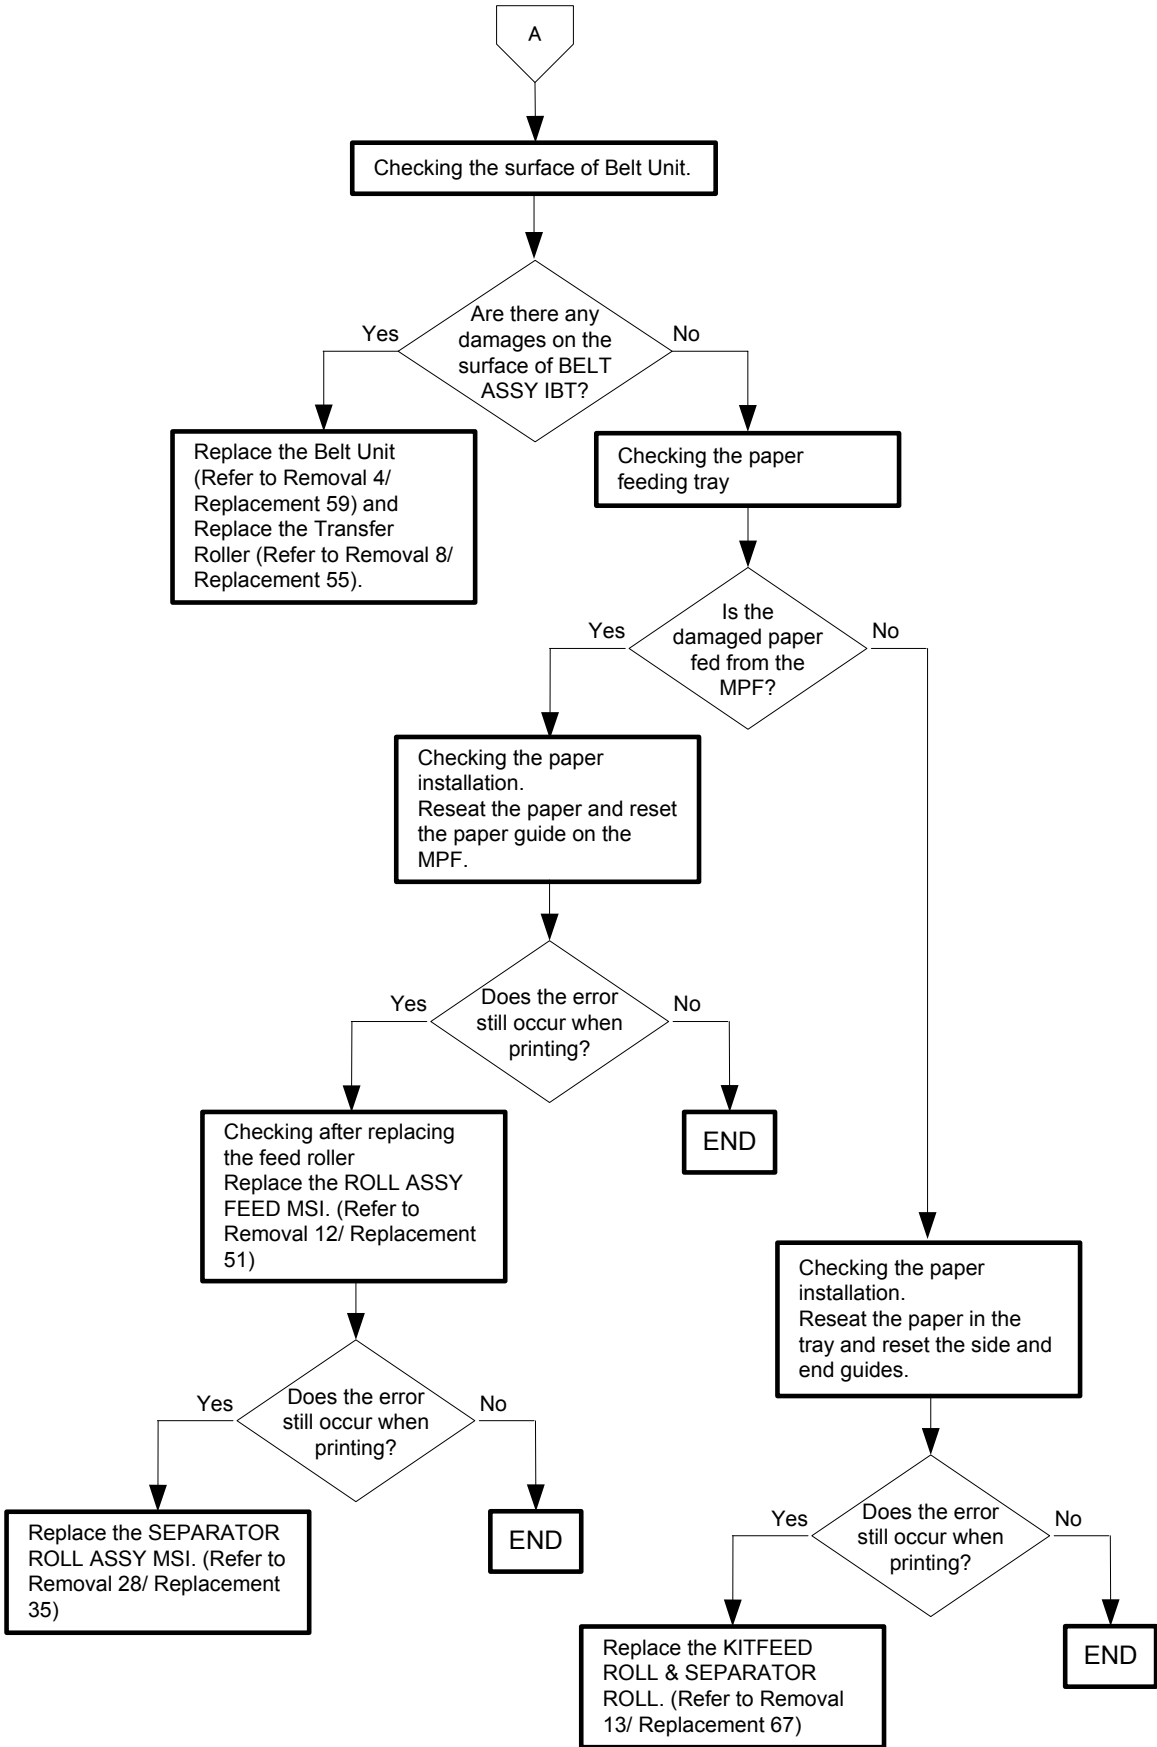 A
Checking the surface of Belt Unit.
Are there any
damages on the
surface of BELT
ASSY IBT?
Yes
No
Replace the Belt Unit
(Refer to Removal 4/
Replacement 59) and
Replace the Transfer
Roller (Refer to Removal 8/
Replacement 55).
Checking the paper
feeding tray
Is the
damaged paper
fed from the
MPF?
Yes
No
Checking the paper
installation.
Reseat the paper and reset
the paper guide on the
MPF.
Does the error
still occur when
printing?
Yes
No
Checking after replacing
the feed roller
Replace the ROLL ASSY
FEED MSI. (Refer to
Removal 12/ Replacement
51)
END
Checking the paper
installation.
Reseat the paper in the
tray and reset the side and
end guides.
Does the error
still occur when
printing?
Yes
No
Replace the SEPARATOR
ROLL ASSY MSI. (Refer to
Removal 28/ Replacement
35)
END
Does the error
still occur when
printing?
Yes
No
Replace the KITFEED
ROLL & SEPARATOR
ROLL. (Refer to Removal
13/ Replacement 67)
END